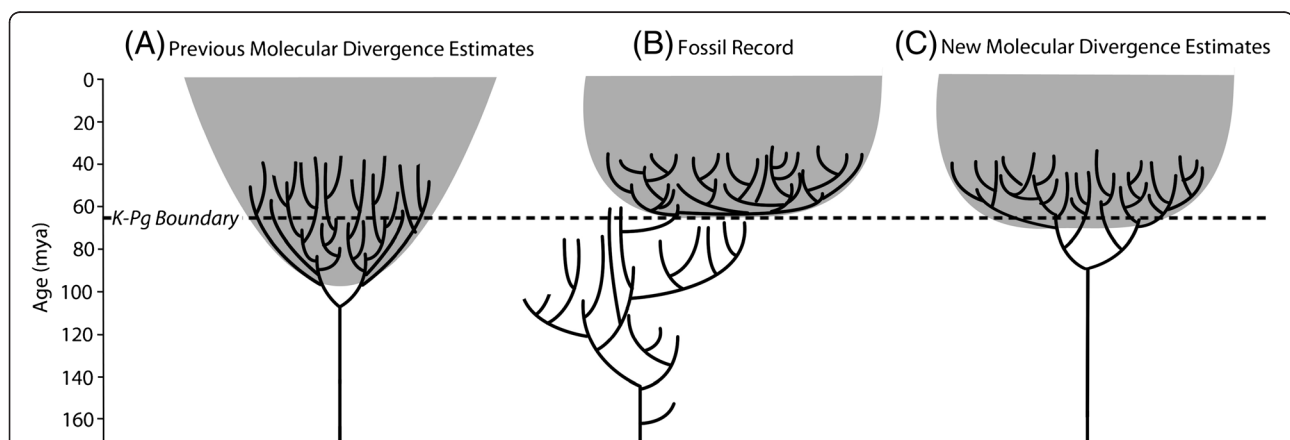 (A) Previous Molecular Divergence Estimates
(B) Fossil Record
(C) New Molecular Divergence Estimates
Age (mya)
0
20
40
60
K-Pg Boundary
80
100
120
140
160